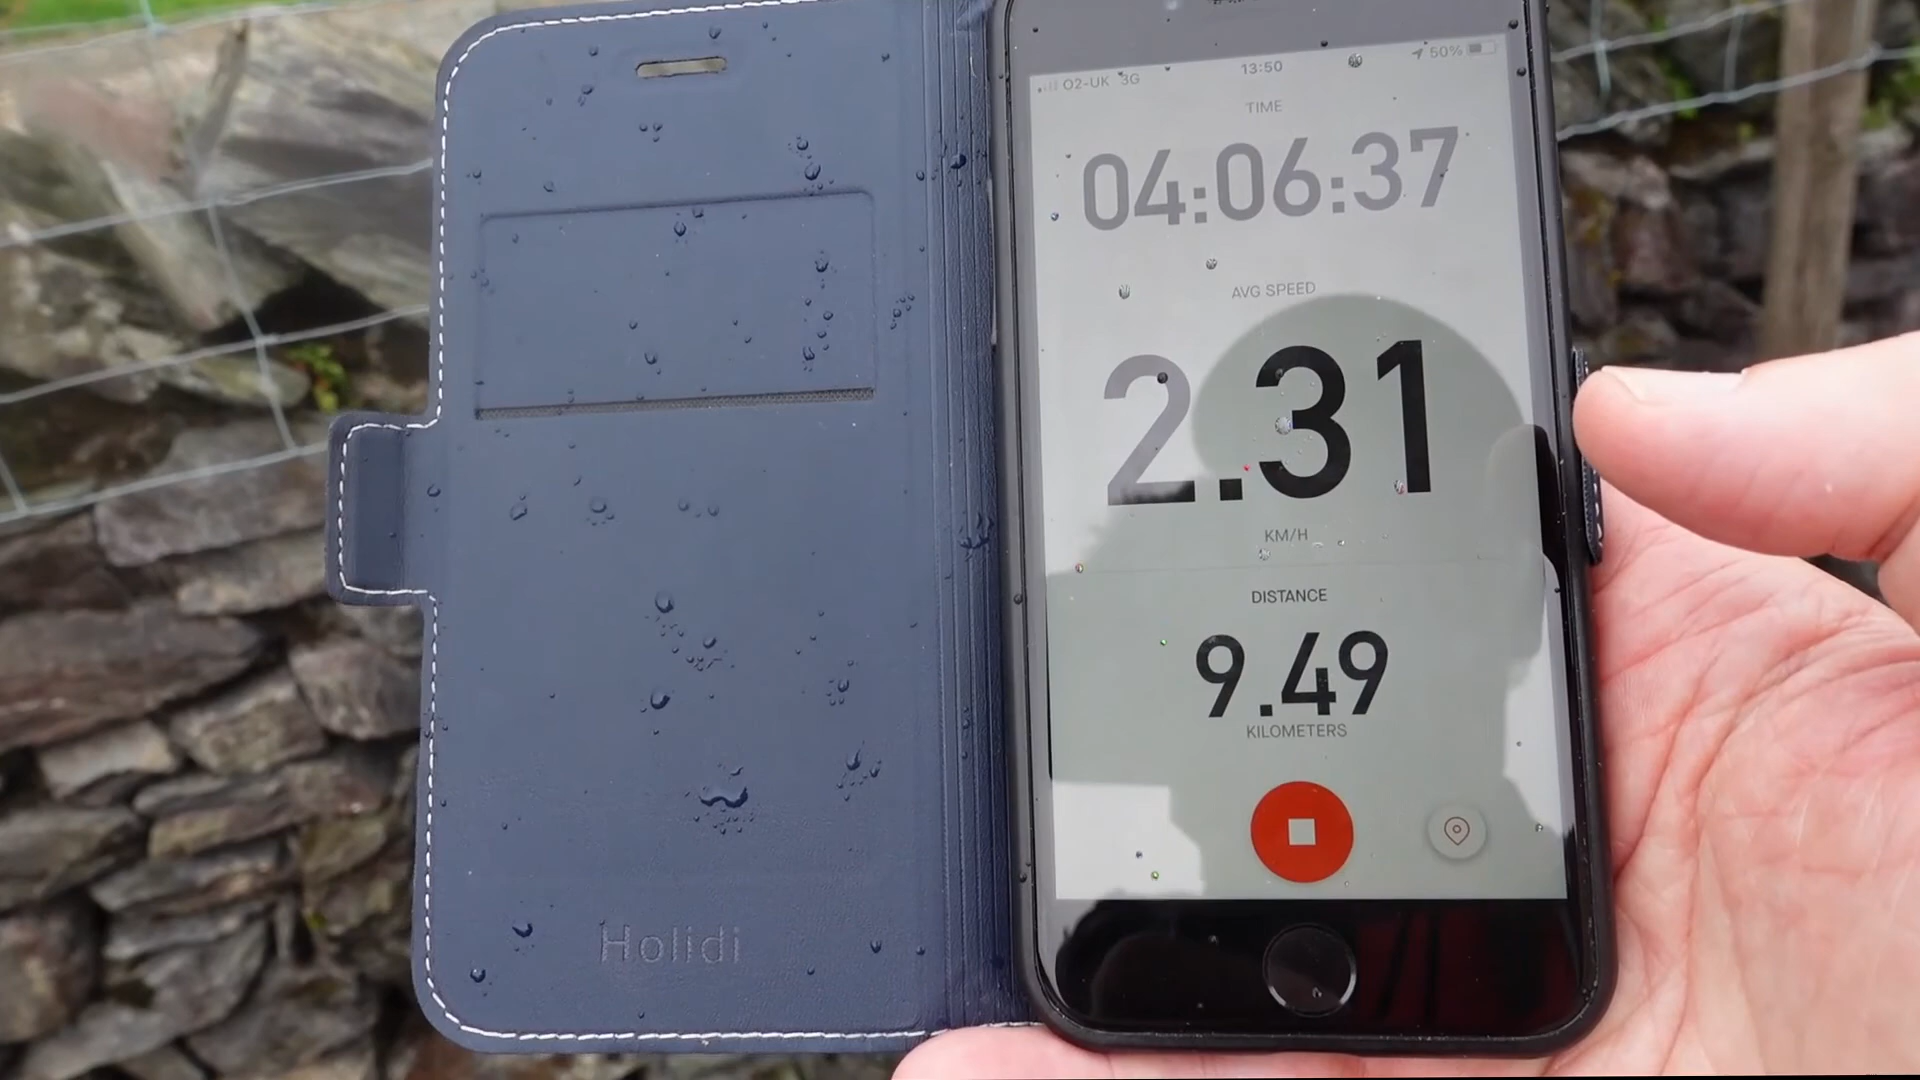 Holidi
O2-UK 3G 13:50 50%
TIME
04:06:37
AVG SPEED
2.31
KM/H
DISTANCE
9.49
KILOMETERS